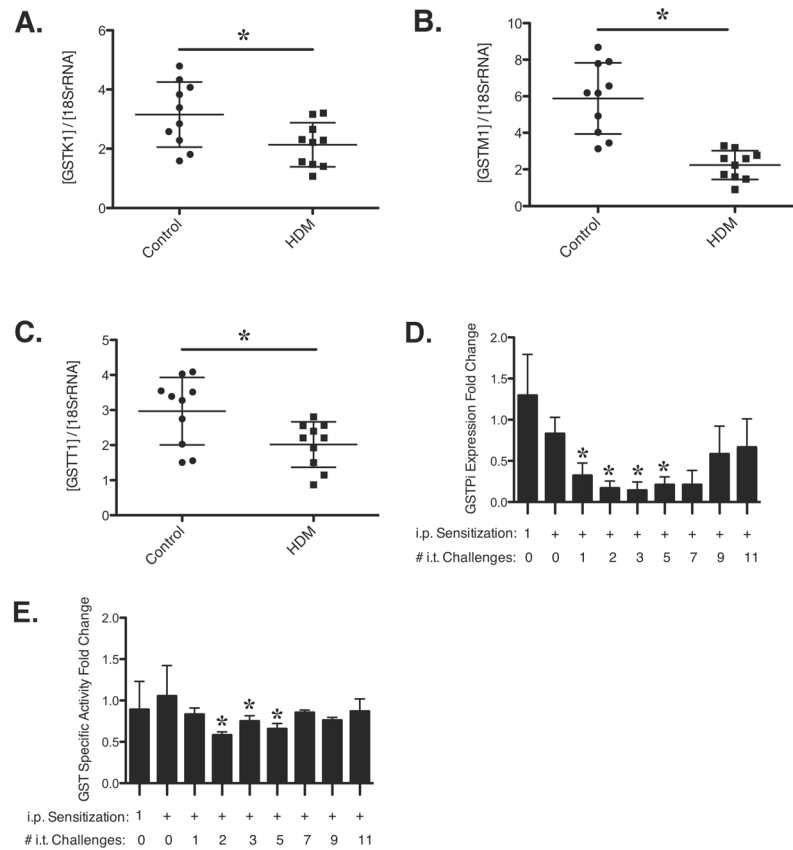 A.
*
[GSTK1] / [18SrRNA]
6
4
2
0
Control
HDM
B.
*
[GSTM1] / [18SrRNA]
10
8
6
4
2
0
Control
HDM
C.
*
[GSTT1] / [18SrRNA]
5
4
3
2
1
0
Control
HDM
D.
GSTPi Expression Fold Change
2.0
1.5
1.0
0.5
0.0
* * * *
i.p. Sensitization: 1 + + + + + + + +
# i.t. Challenges: 0 0 1 2 3 5 7 9 11
E.
GST Specific Activity Fold Change
2.0
1.5
1.0
0.5
0.0
* * *
i.p. Sensitization: 1 + + + + + + + +
# i.t. Challenges: 0 0 1 2 3 5 7 9 11